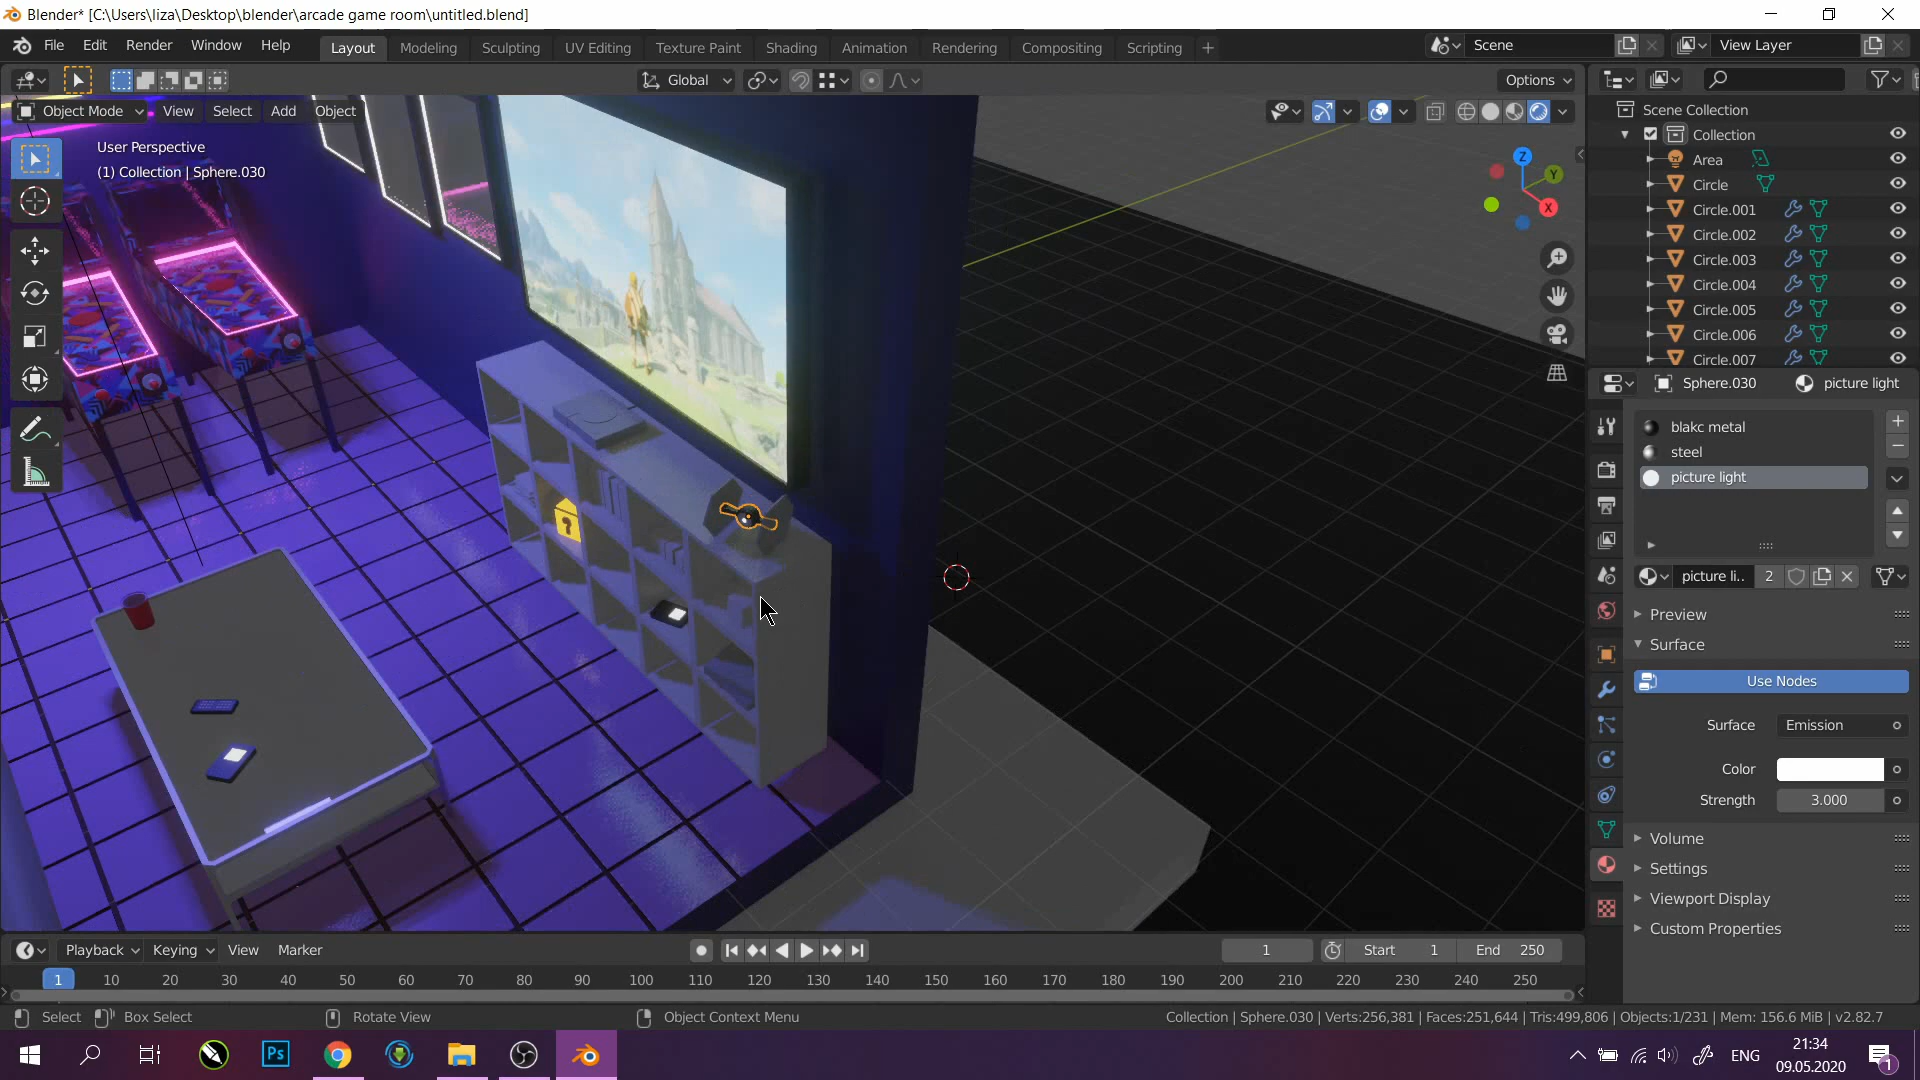 Blender* [C:\Users\liza\Desktop\blender\arcade game room\untitled.blend]
File Edit Render Window Help Layout Modeling Sculpting UV Editing Texture Paint Shading Animation Rendering Compositing Scripting + Scene View Layer
Global Options
Object Mode View Select Add Object
User Perspective
(1) Collection | Sphere.030
Z
Y
X
Scene Collection
Collection
Area
Circle
Circle.001
Circle.002
Circle.003
Circle.004
Circle.005
Circle.006
Circle.007
Sphere.030 picture light
blakc metal
steel
picture light
picture li.. 2
Preview
Surface
Use Nodes
Surface Emission
Color
Strength 3.000
Volume
Settings
Viewport Display
Custom Properties
Playback Keying View Marker 1 Start 1 End 250
1 10 20 30 40 50 60 70 80 90 100 110 120 130 140 150 160 170 180 190 200 210 220 230 240 250
Select Box Select Rotate View Object Context Menu Collection | Sphere.030 | Verts:256,381 | Faces:251,644 | Tris:499,806 | Objects:1/231 | Mem: 156.6 MiB | v2.82.7
Ps
ENG
21:34
09.05.2020
1